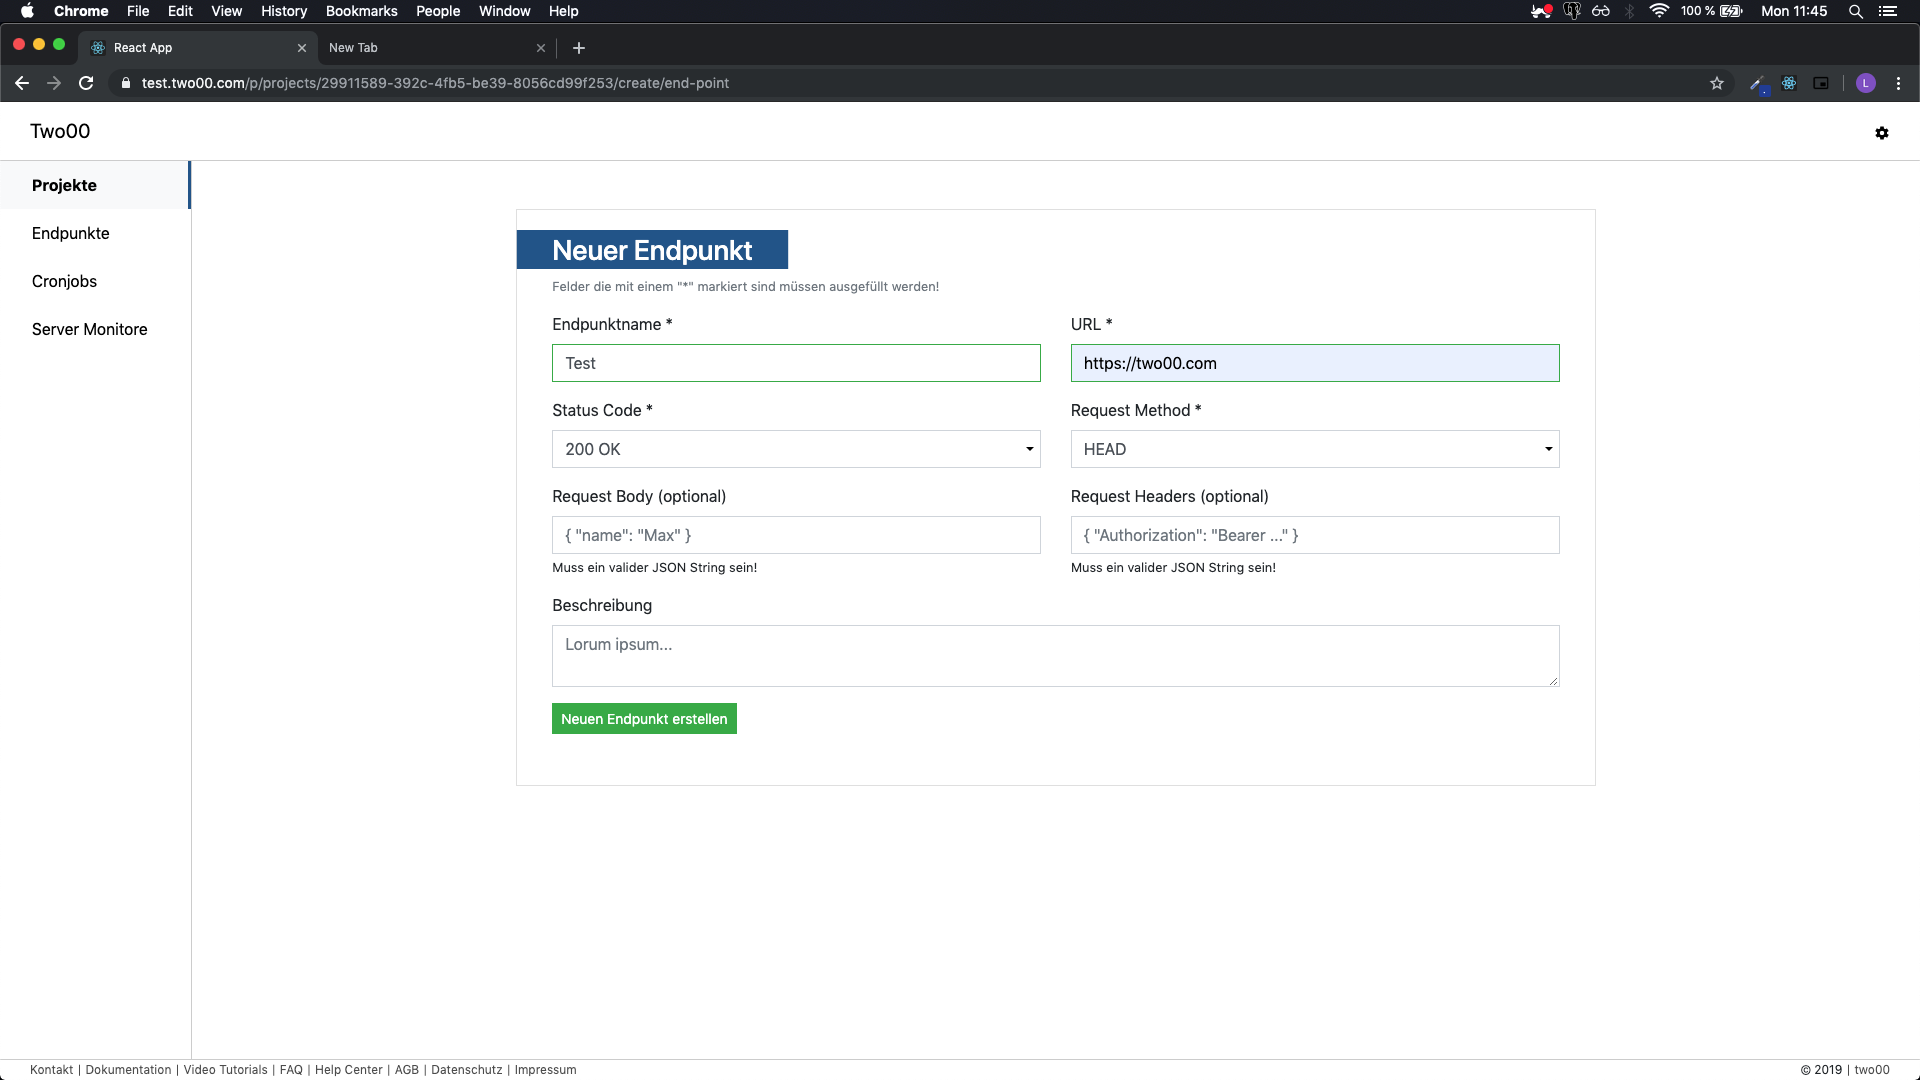 Chrome File Edit View History Bookmarks People Window Help 100 % Mon 11:45
React App New Tab
test.two00.com/p/projects/29911589-392c-4fb5-be39-8056cd99f253/create/end-point L
Two00
Projekte
Endpunkte
Cronjobs
Server Monitore
Neuer Endpunkt
Felder die mit einem "*" markiert sind müssen ausgefüllt werden!
Endpunktname * URL *
Test https://two00.com
Status Code * Request Method *
200 OK HEAD
Request Body (optional) Request Headers (optional)
{ "name": "Max" } { "Authorization": "Bearer ..." }
Muss ein valider JSON String sein! Muss ein valider JSON String sein!
Beschreibung
Lorum ipsum...
Neuen Endpunkt erstellen
Kontakt | Dokumentation | Video Tutorials | FAQ | Help Center | AGB | Datenschutz | Impressum © 2019 | two00